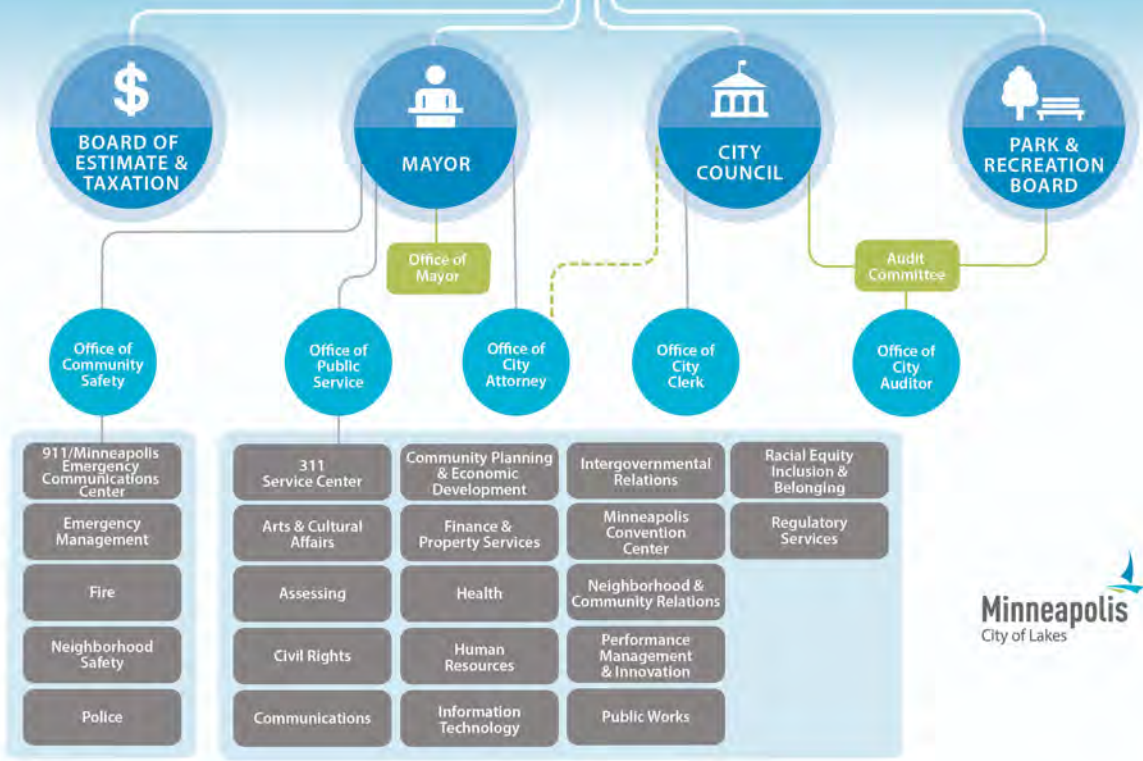 $
BOARD OF
ESTIMATE &
TAXATION
MAYOR
CITY
COUNCIL
PARK &
RECREATION
BOARD
Office of
Mayor
Audit
Committee
Office of
Community
Safety
Office of
Public
Service
Office of
City
Attorney
Office of
City
Clerk
Office of
City
Auditor
911/Minneapolis
Emergency
Communications
Center
Emergency
Management
Fire
Neighborhood
Safety
Police
311
Service Center
Arts & Cultural
Affairs
Assessing
Civil Rights
Communications
Community Planning
& Economic
Development
Finance &
Property Services
Health
Human
Resources
Information
Technology
Intergovernmental
Relations
Minneapolis
Convention
Center
Neighborhood &
Community Relations
Performance
Management
& Innovation
Public Works
Racial Equity
Inclusion &
Belonging
Regulatory
Services
Minneapolis
City of Lakes